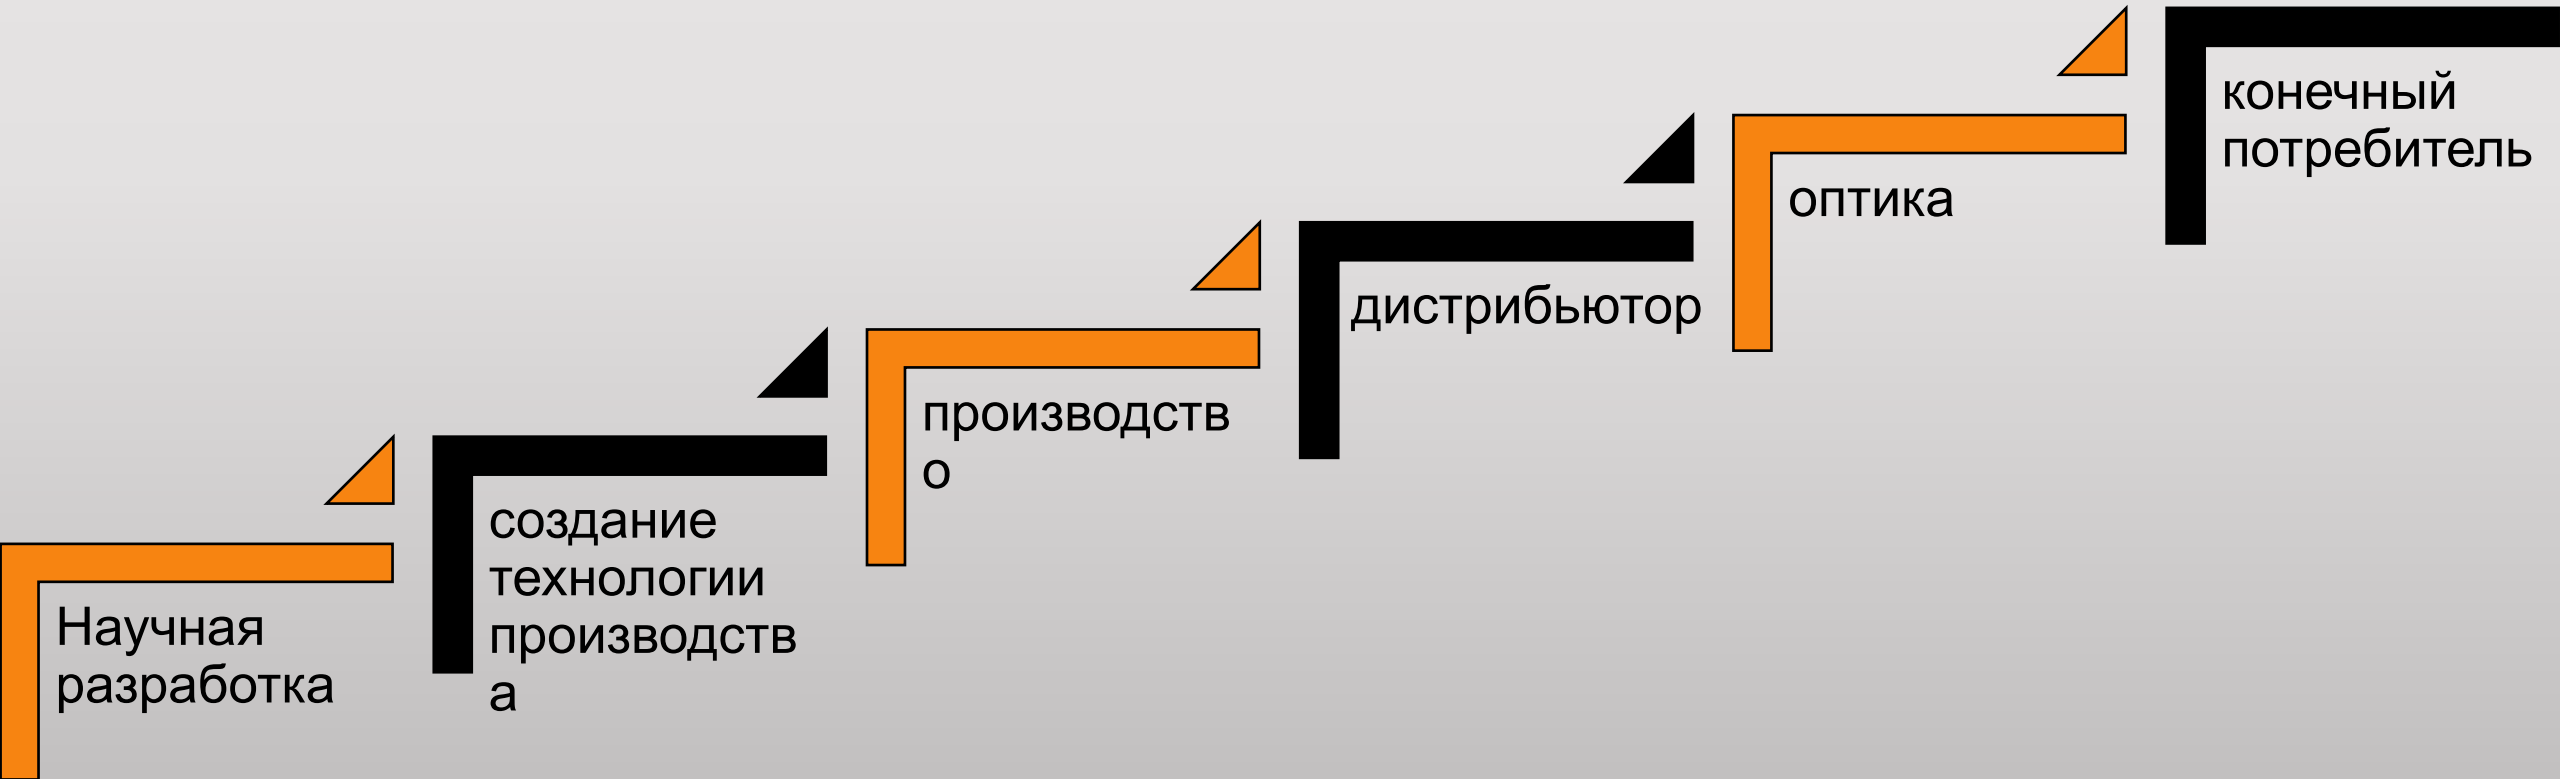 Научная
разработка
создание
технологии
производств
а
производств
о
дистрибьютор
оптика
конечный
потребитель